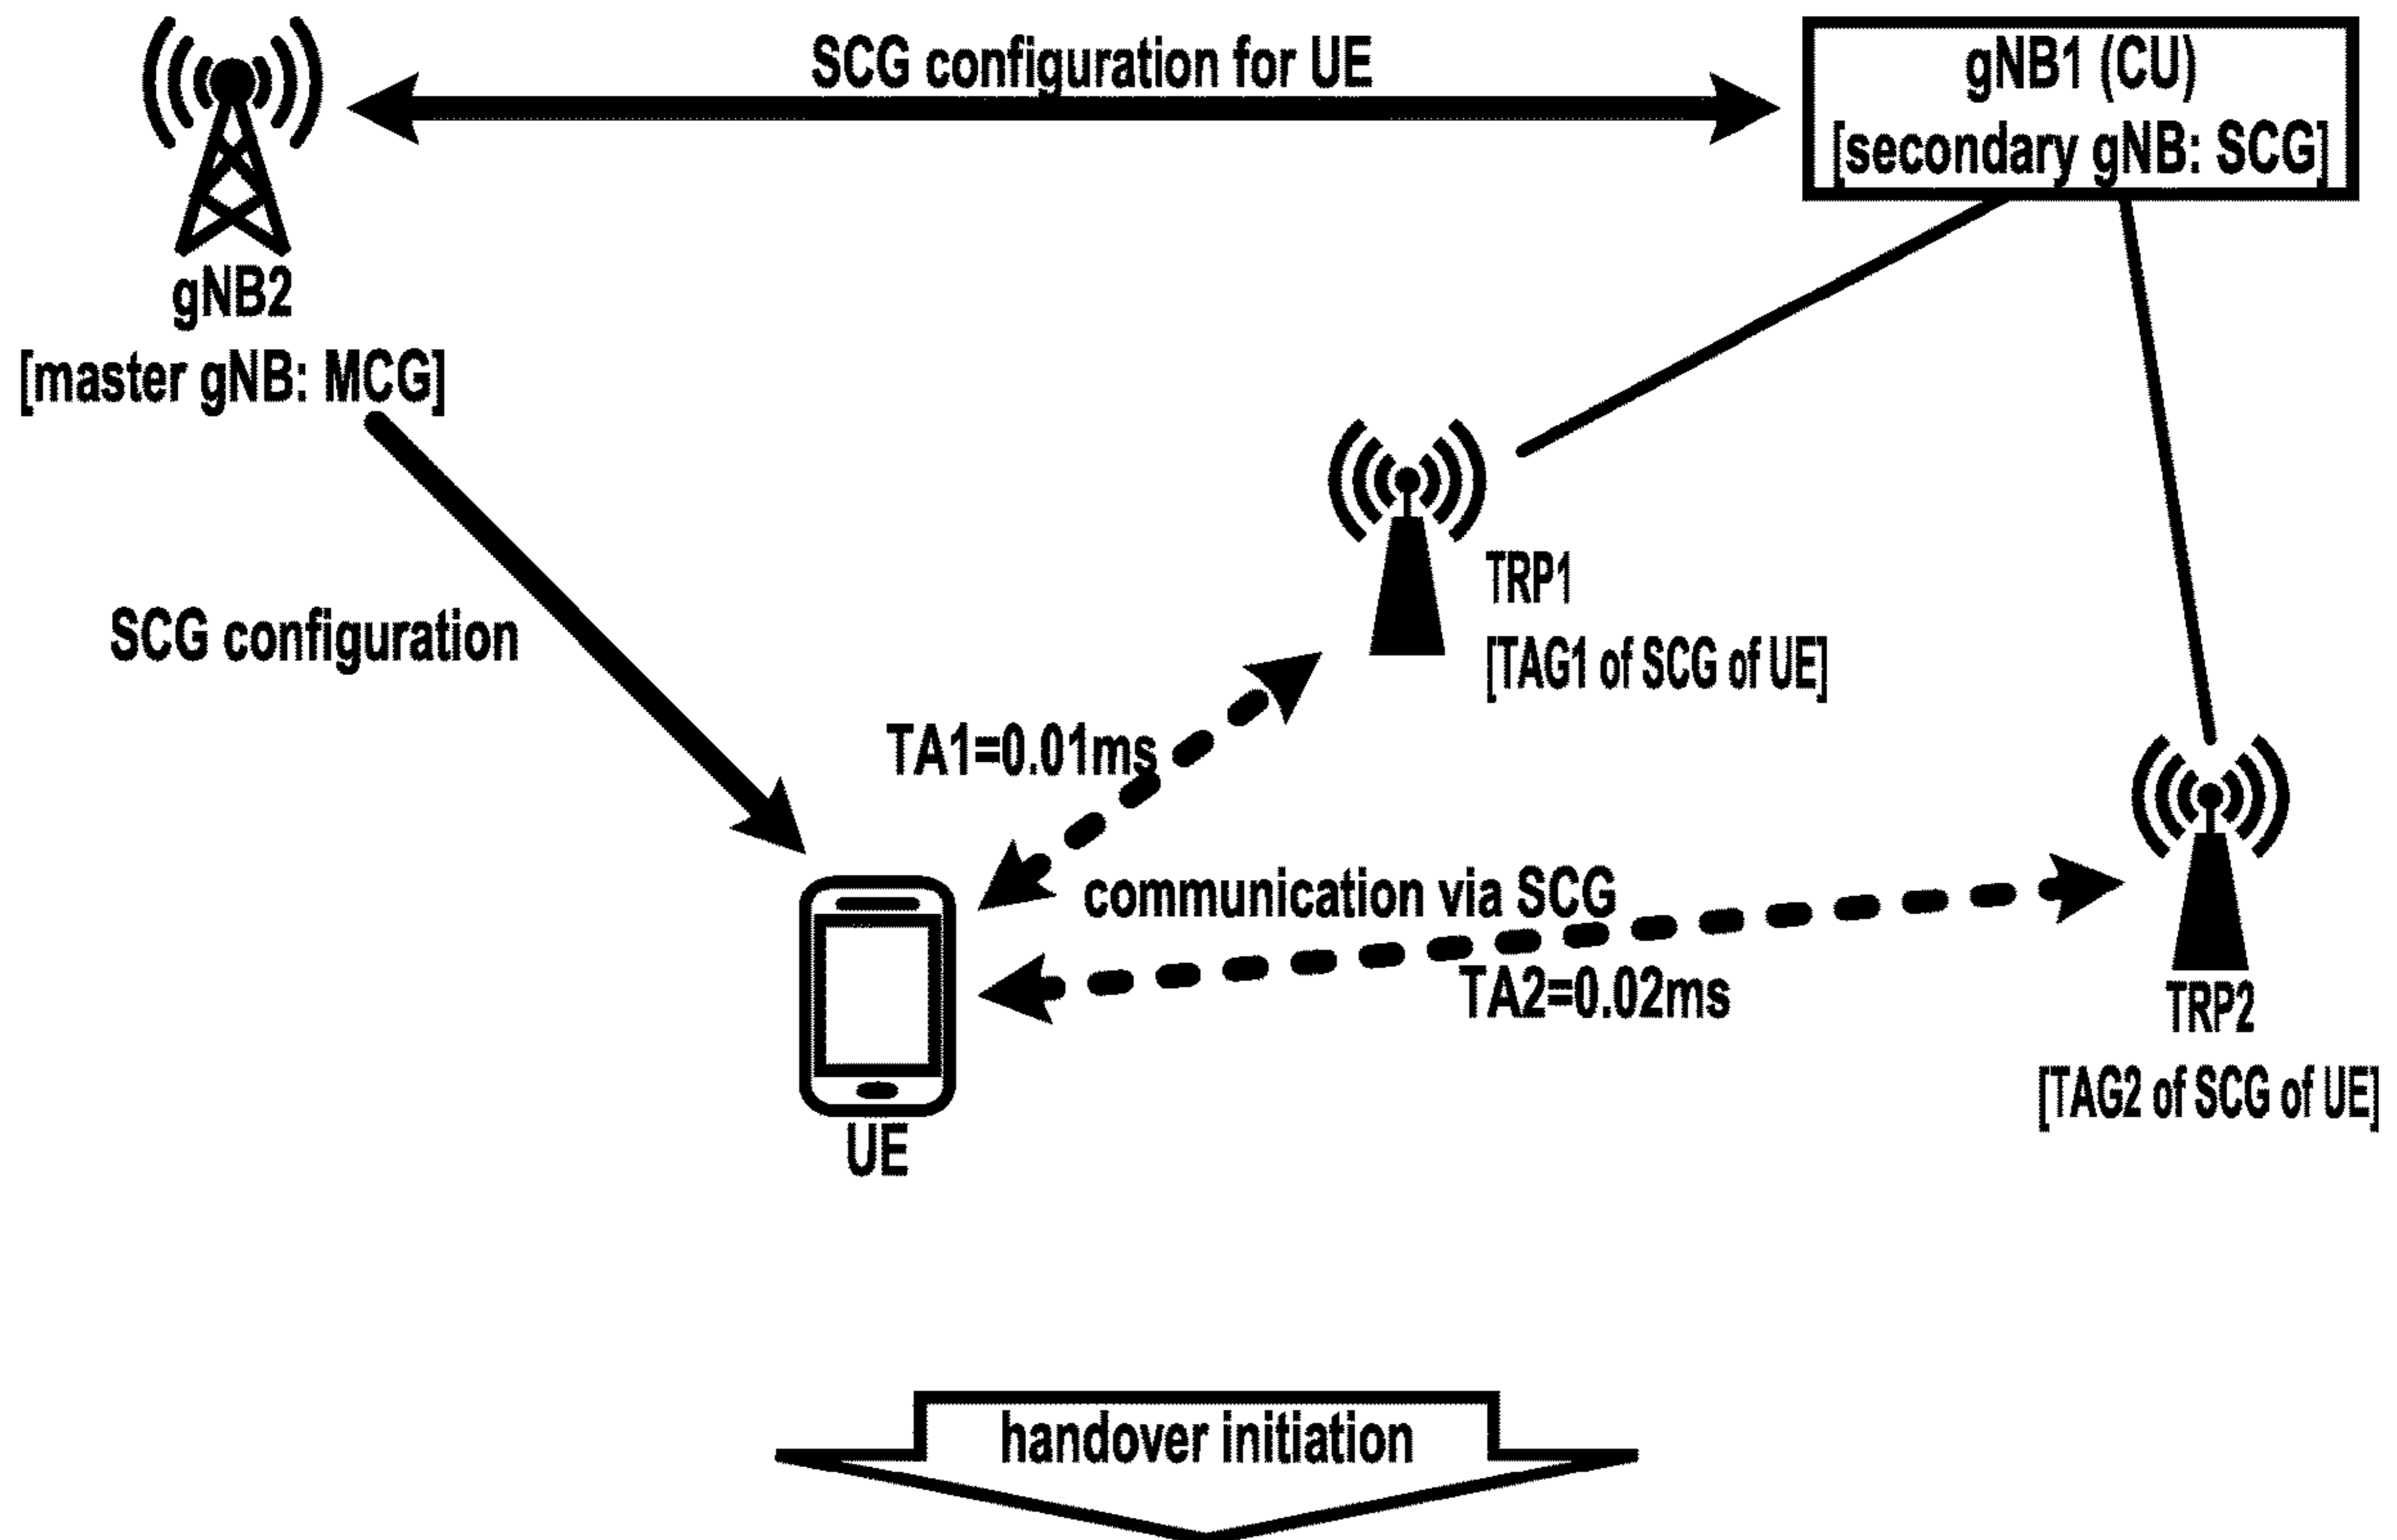 SCG configuration for UE
gNB1 (CU)
[secondary gNB: SCG]
gNB2
[master gNB: MCG]
TRP1
[TAG1 of SCG of UE]
SCG configuration
TA1=0.01ms
communication via SCG
TA2=0.02ms
TRP2
[TAG2 of SCG of UE]
UE
handover initiation